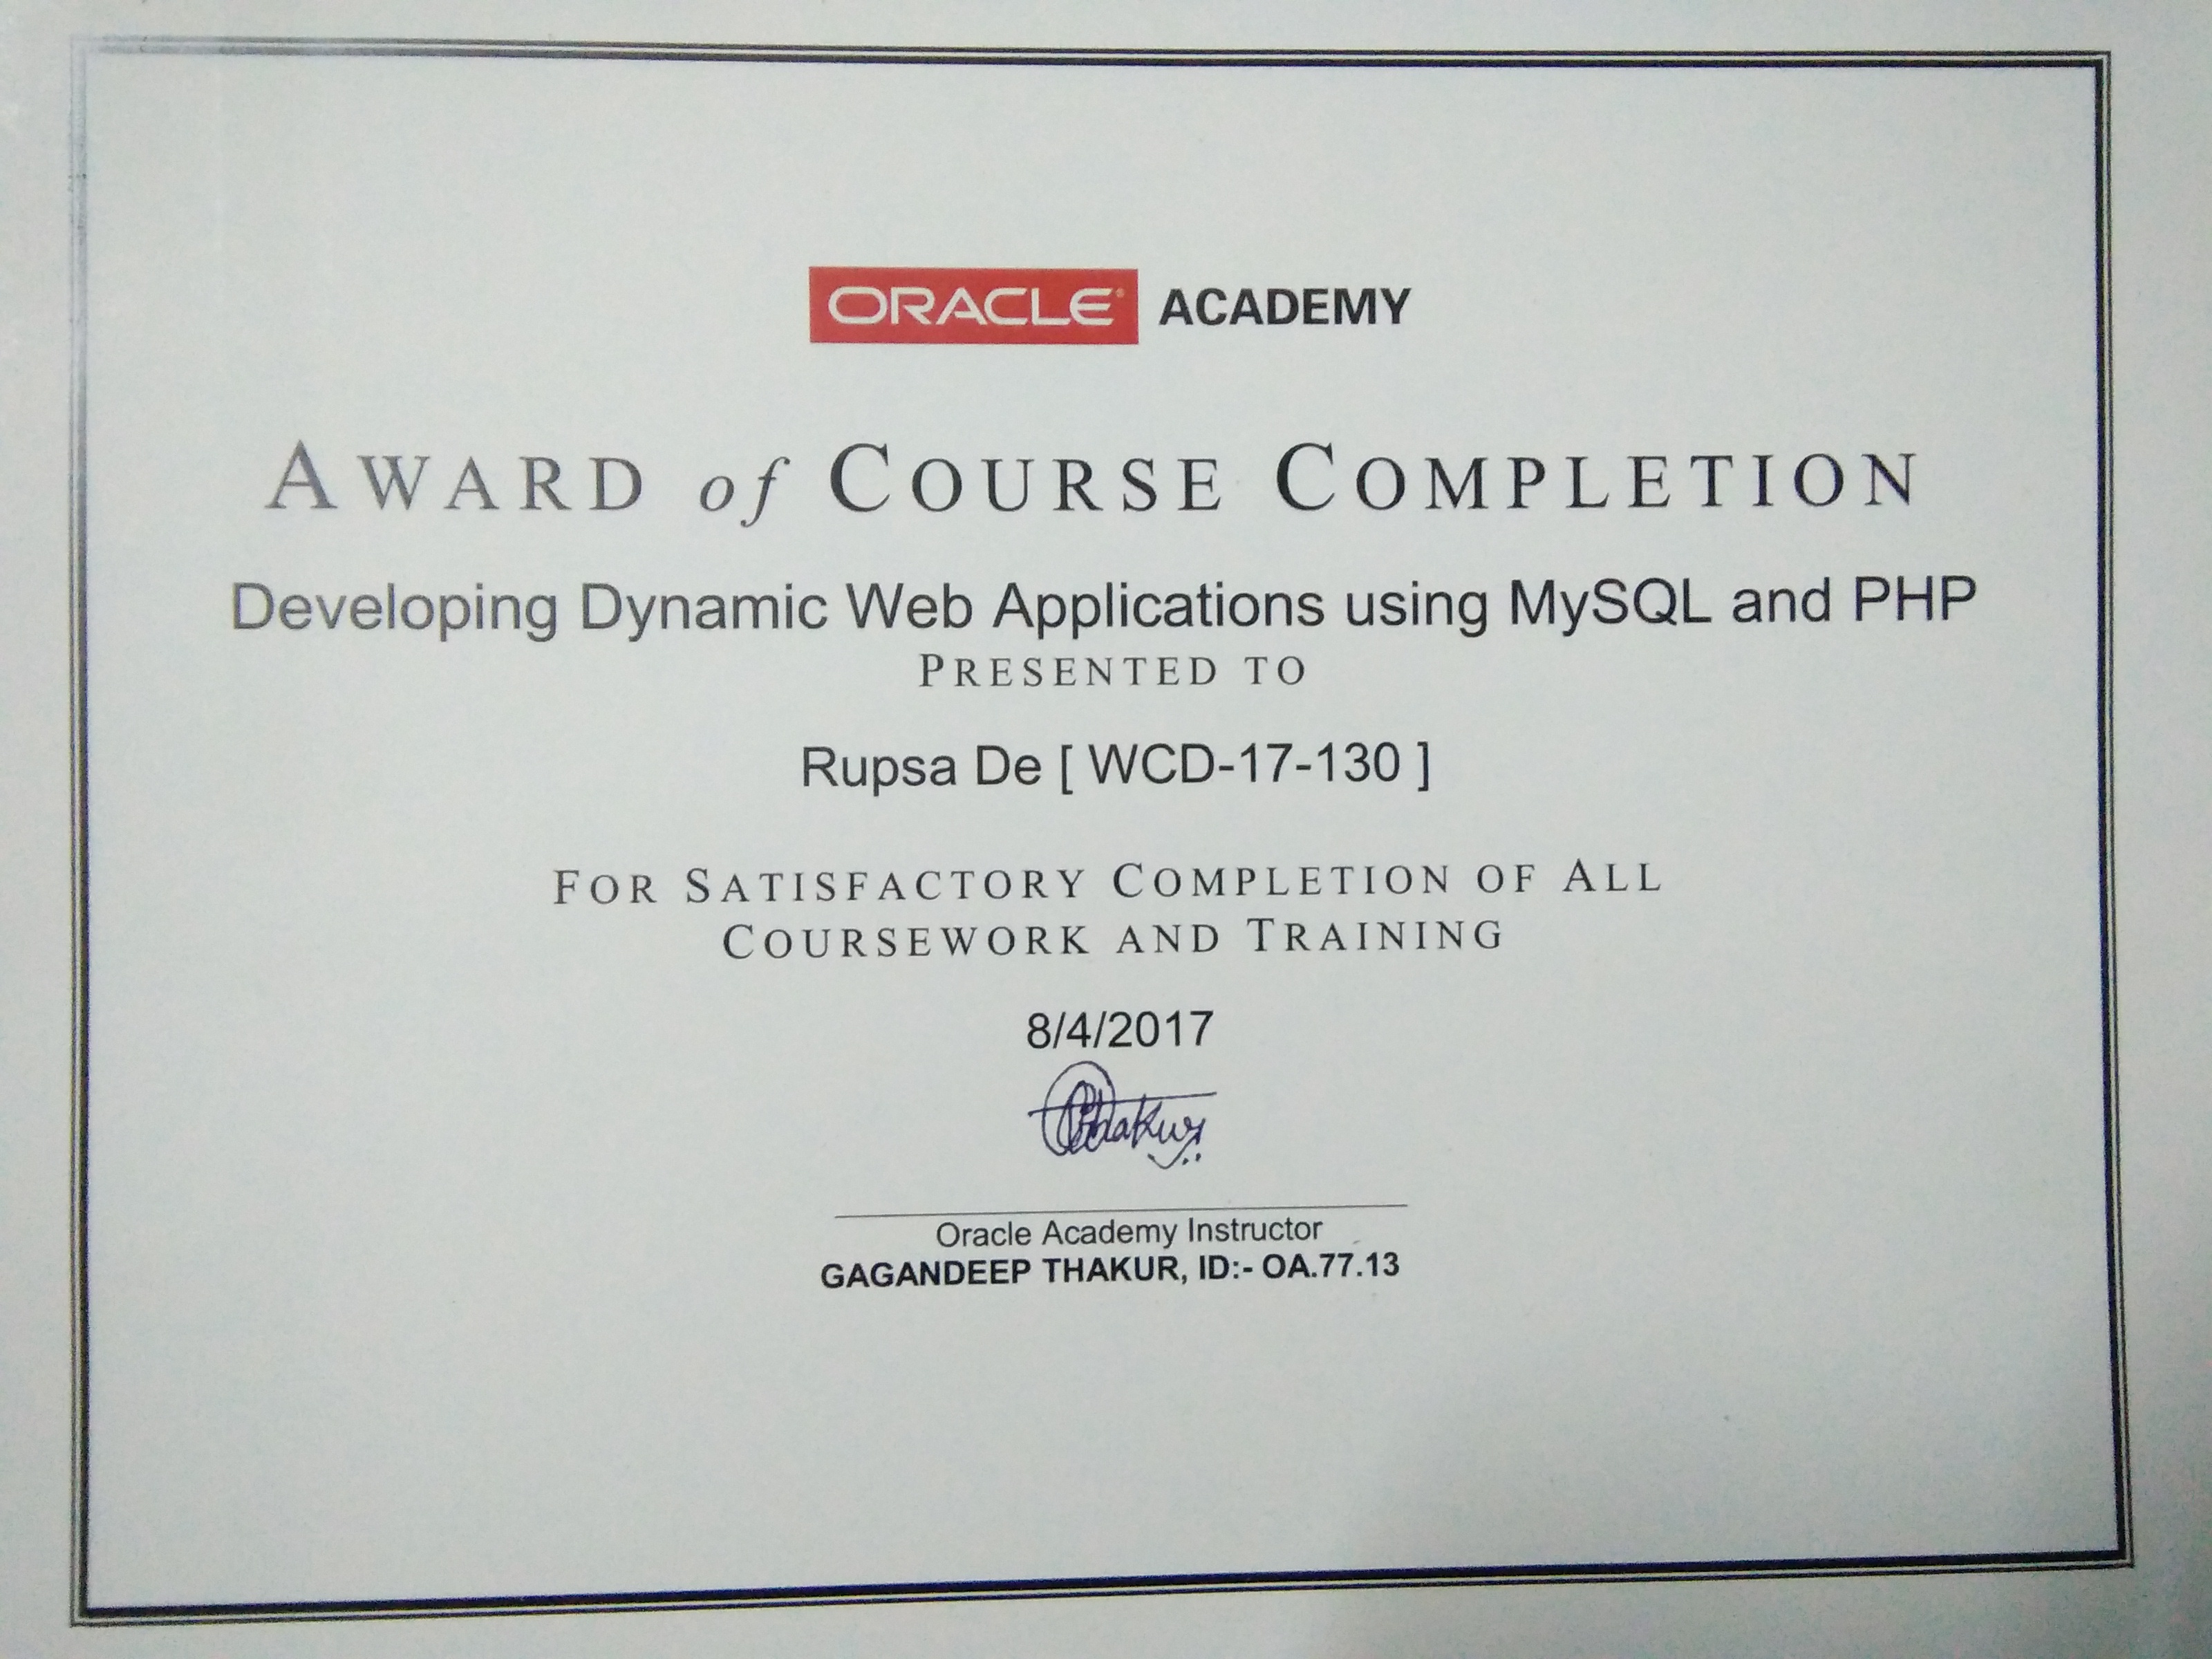 ORACLE® ACADEMY
AWARD of COURSE COMPLETION
Developing Dynamic Web Applications using MySQL and PHP
PRESENTED TO
Rupsa De [ WCD-17-130 ]
FOR SATISFACTORY COMPLETION OF ALL
COURSEWORK AND TRAINING
8/4/2017
Thakur
Oracle Academy Instructor
GAGANDEEP THAKUR, ID:- OA.77.13